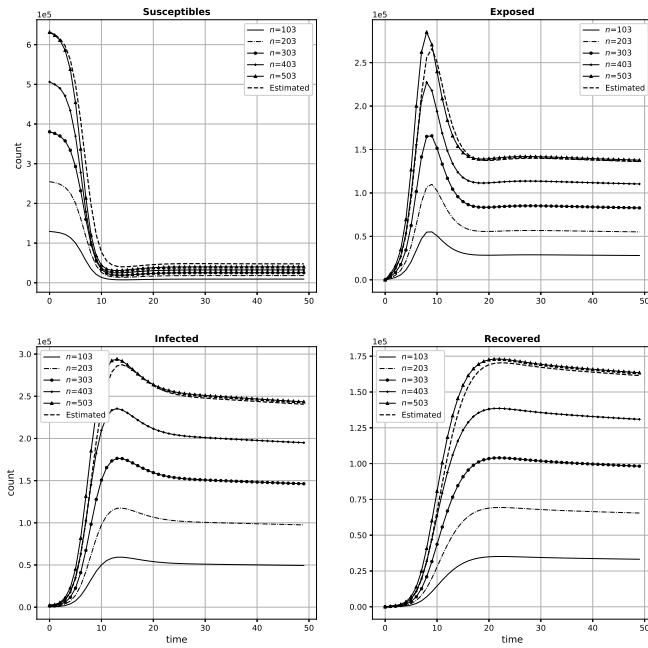 Susceptibles
1e5
6
5
4
3
2
1
0
count
0 10 20 30 40 50
n=103
n=203
n=303
n=403
n=503
Estimated
Exposed
1e5
2.5
2.0
1.5
1.0
0.5
0.0
0 10 20 30 40 50
n=103
n=203
n=303
n=403
n=503
Estimated
Infected
1e5
3.0
2.5
2.0
1.5
1.0
0.5
0.0
count
0 10 20 30 40 50
time
n=103
n=203
n=303
n=403
n=503
Estimated
Recovered
1e5
1.75
1.50
1.25
1.00
0.75
0.50
0.25
0.00
0 10 20 30 40 50
time
n=103
n=203
n=303
n=403
n=503
Estimated